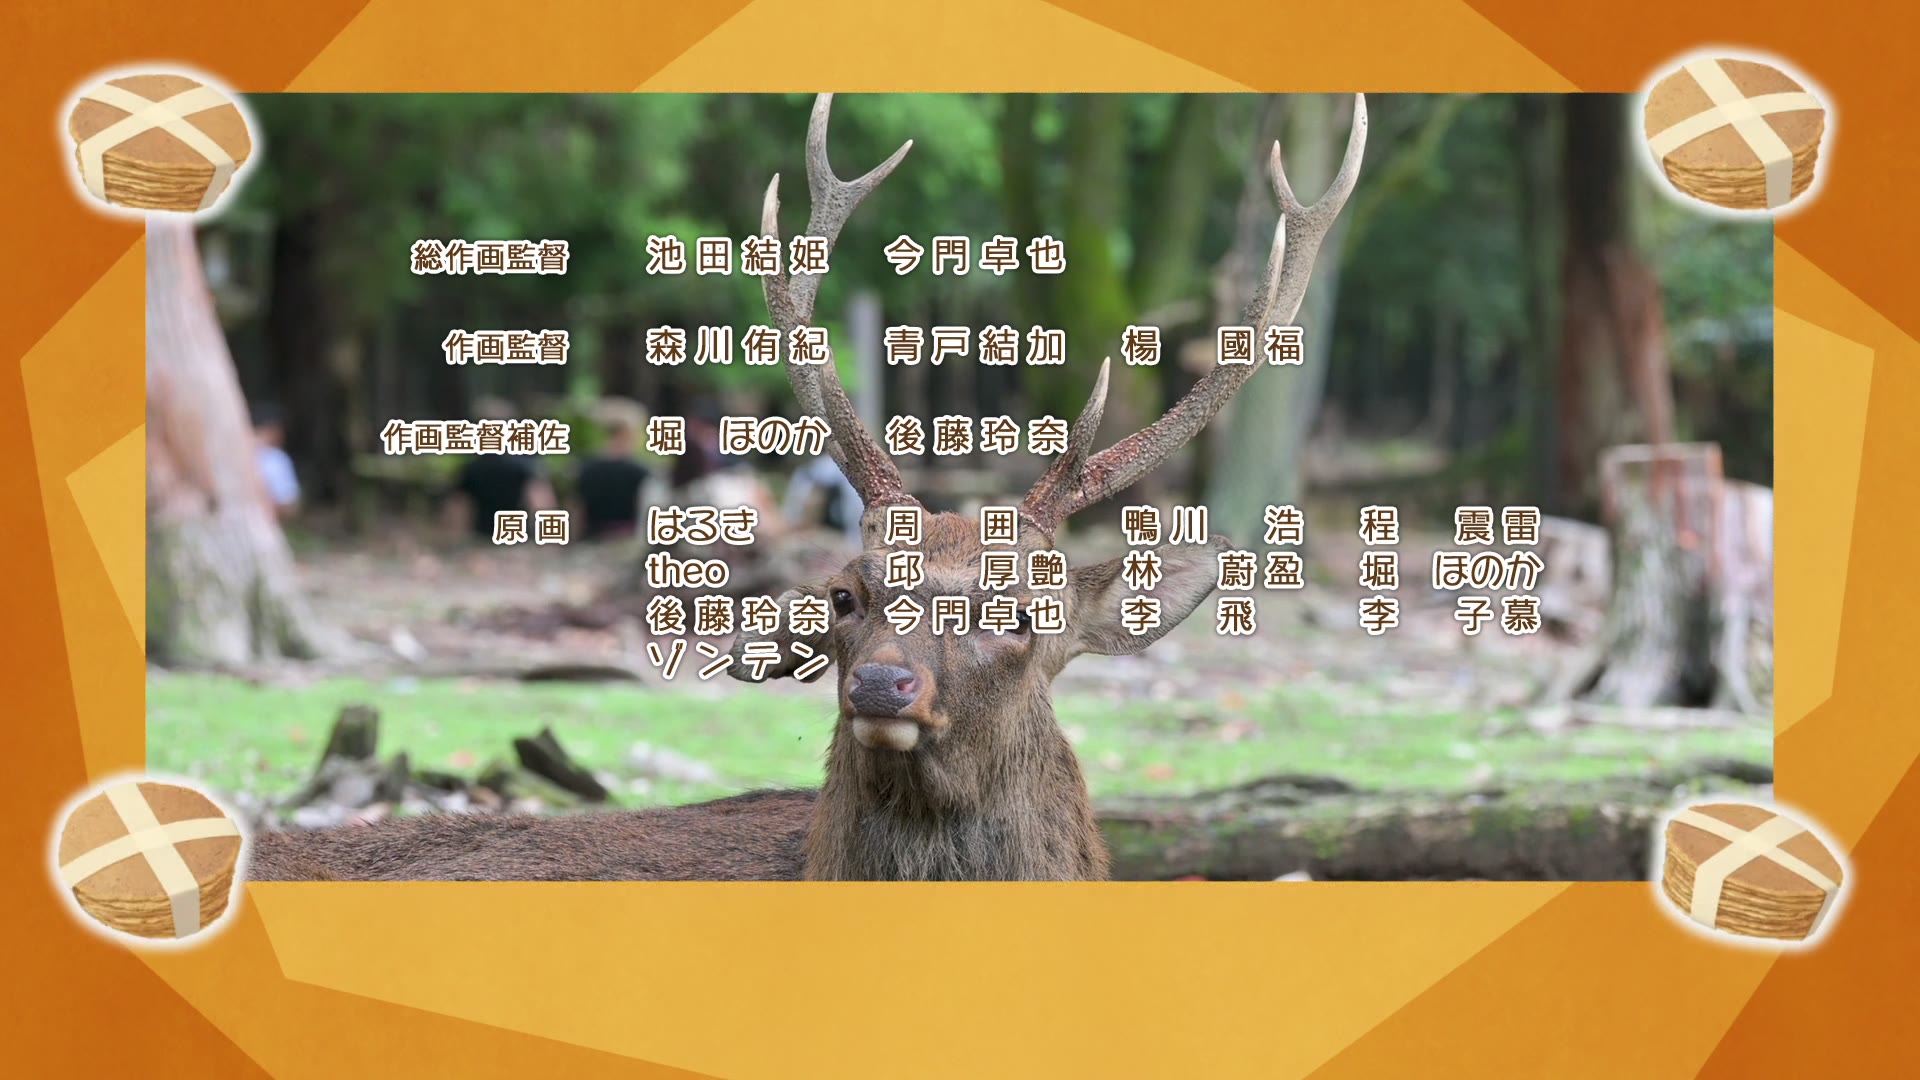 総作画監督 池田結姫 今門卓也
作画監督 森川侑紀 青戸結加 楊 國福
作画監督補佐 堀 ほのか 後藤玲奈
原画 はるき 周 囲 鴨川 浩 程 震雷
theo 邱 厚艶 林 蔚盈 堀 ほのか
後藤玲奈 今門卓也 李 飛 李 子慕
ゾンテン